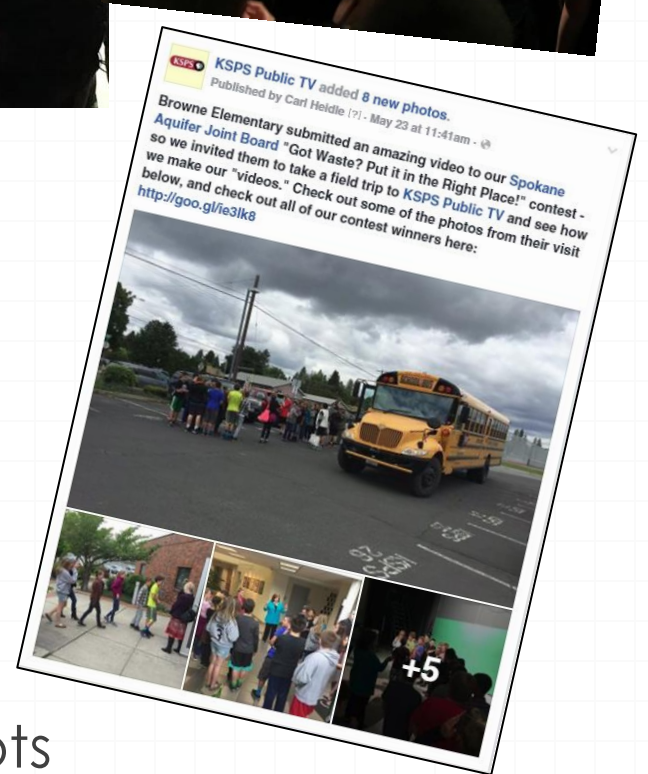 KSPS
KSPS Public TV added 8 new photos.
Published by Carl Heidle [?] · May 23 at 11:41am ·
Browne Elementary submitted an amazing video to our Spokane
Aquifer Joint Board "Got Waste? Put it in the Right Place!" contest -
so we invited them to take a field trip to KSPS Public TV and see how
we make our "videos." Check out some of the photos from their visit
below, and check out all of our contest winners here:
http://goo.gl/ie3lk8
+5
ots